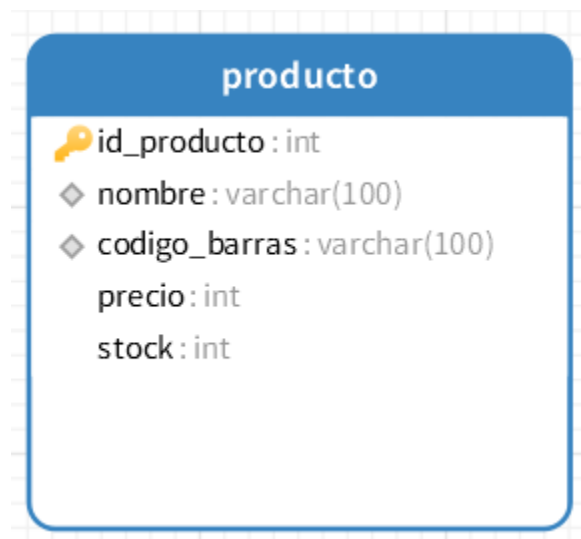 producto
id_producto : int
nombre : varchar(100)
codigo_barras : varchar(100)
precio : int
stock : int